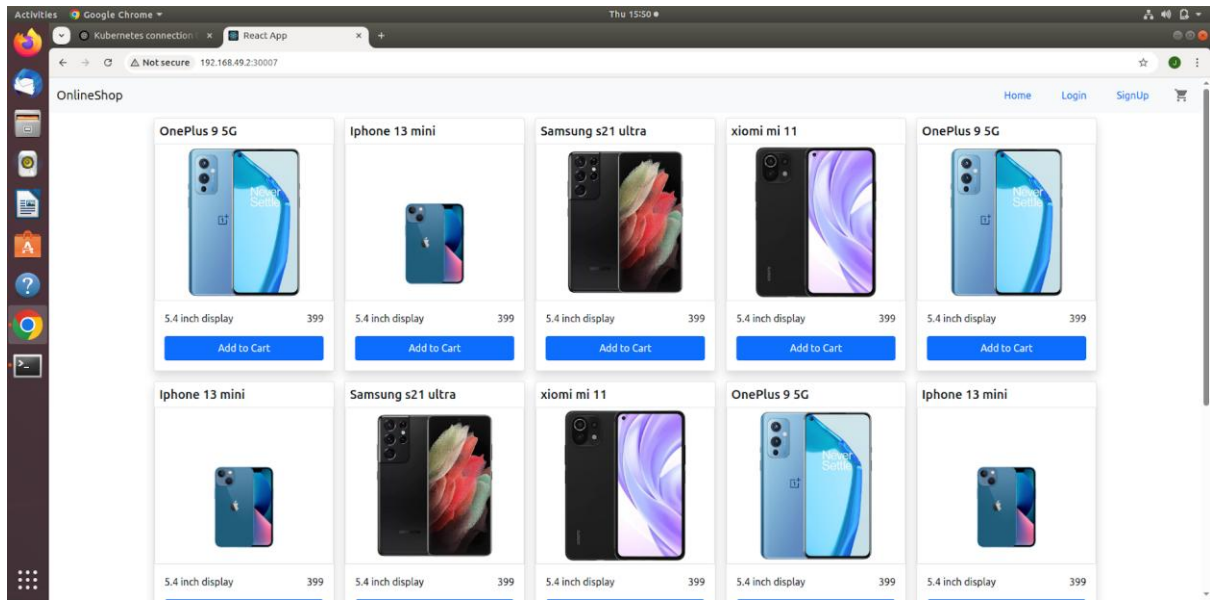 Activities Google Chrome Thu 15:50
Kubernetes connection React App
Not secure 192.168.49.2:30007 J
OnlineShop Home Login SignUp
OnePlus 9 5G Iphone 13 mini Samsung s21 ultra xiomi mi 11 OnePlus 9 5G
Never Settle Never Settle
5.4 inch display 399 5.4 inch display 399 5.4 inch display 399 5.4 inch display 399 5.4 inch display 399
Add to Cart Add to Cart Add to Cart Add to Cart Add to Cart
Iphone 13 mini Samsung s21 ultra xiomi mi 11 OnePlus 9 5G Iphone 13 mini
Never Settle
5.4 inch display 399 5.4 inch display 399 5.4 inch display 399 5.4 inch display 399 5.4 inch display 399